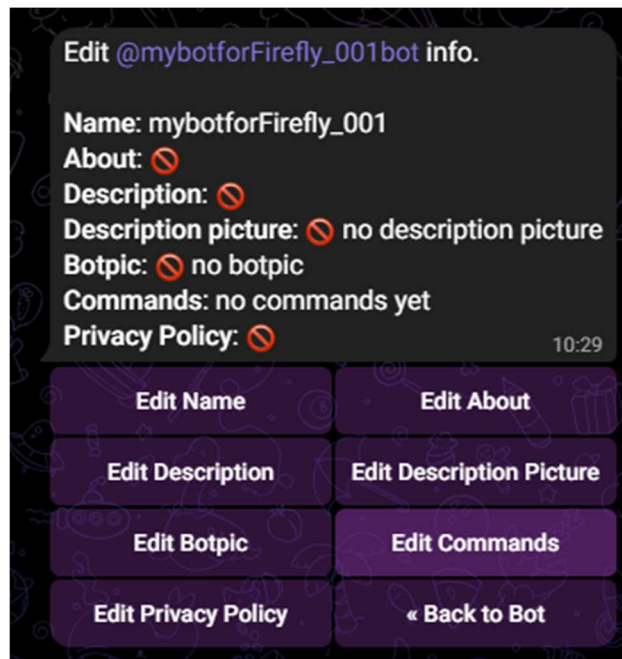 Edit @mybotforFirefly_001bot info.
Name: mybotforFirefly_001
About: 🚫
Description: 🚫
Description picture: 🚫 no description picture
Botpic: 🚫 no botpic
Commands: no commands yet
Privacy Policy: 🚫
10:29
Edit Name
Edit About
Edit Description
Edit Description Picture
Edit Botpic
Edit Commands
Edit Privacy Policy
« Back to Bot